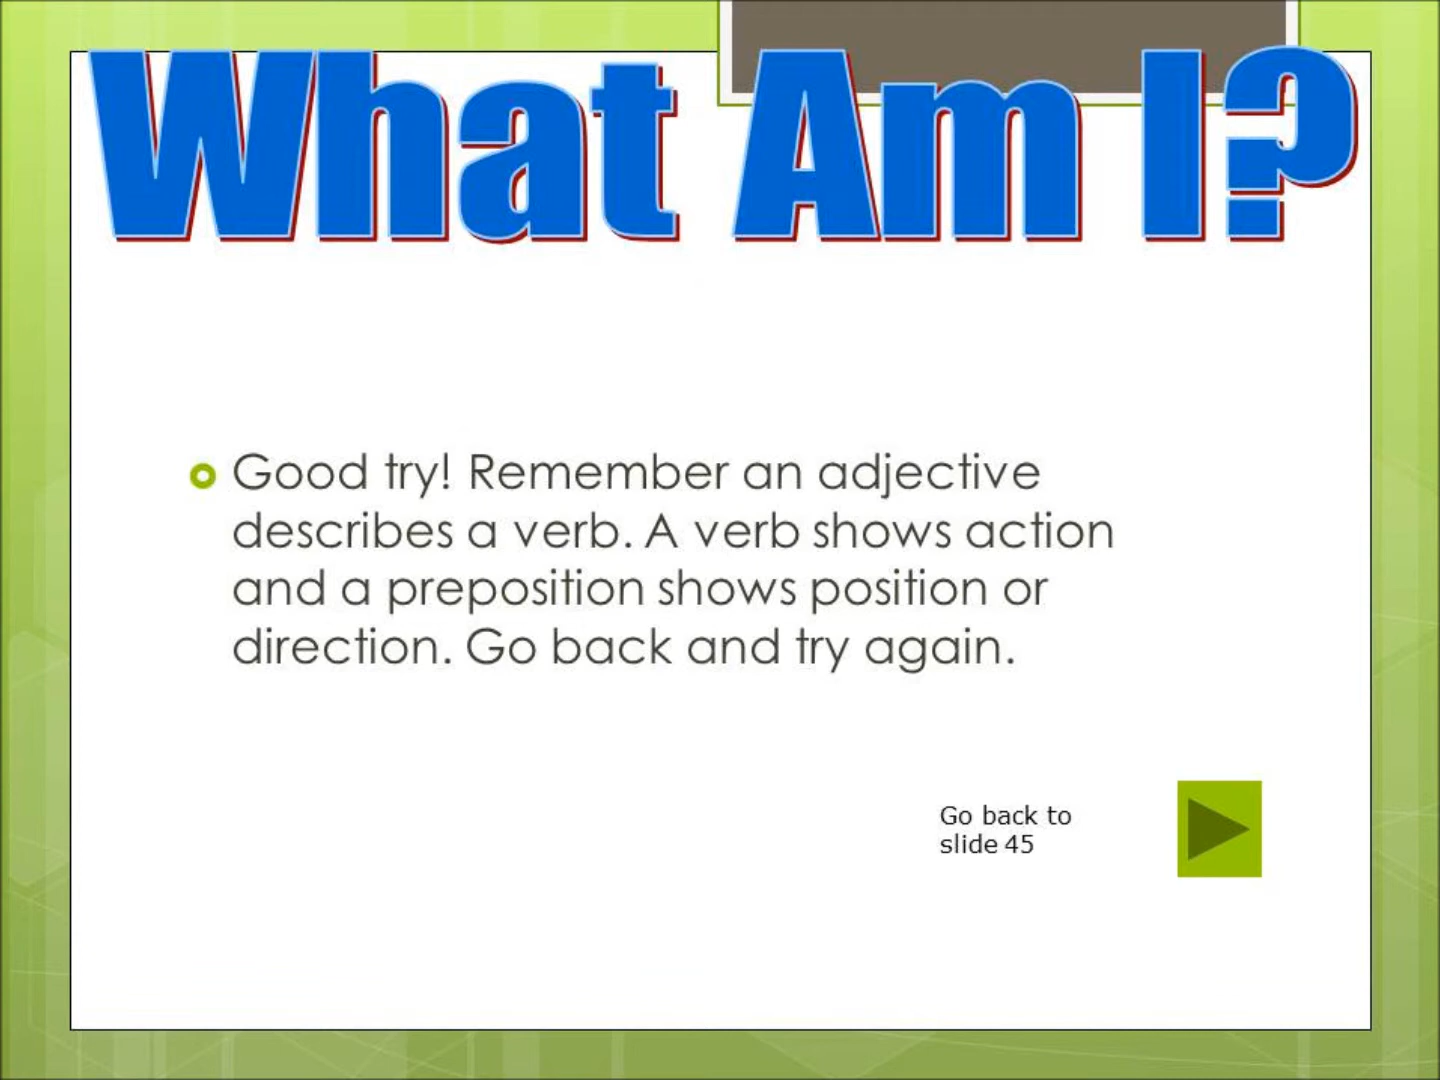 What Am I?
Good try! Remember an adjective
describes a verb. A verb shows action
and a preposition shows position or
direction. Go back and try again.
Go back to
slide 45